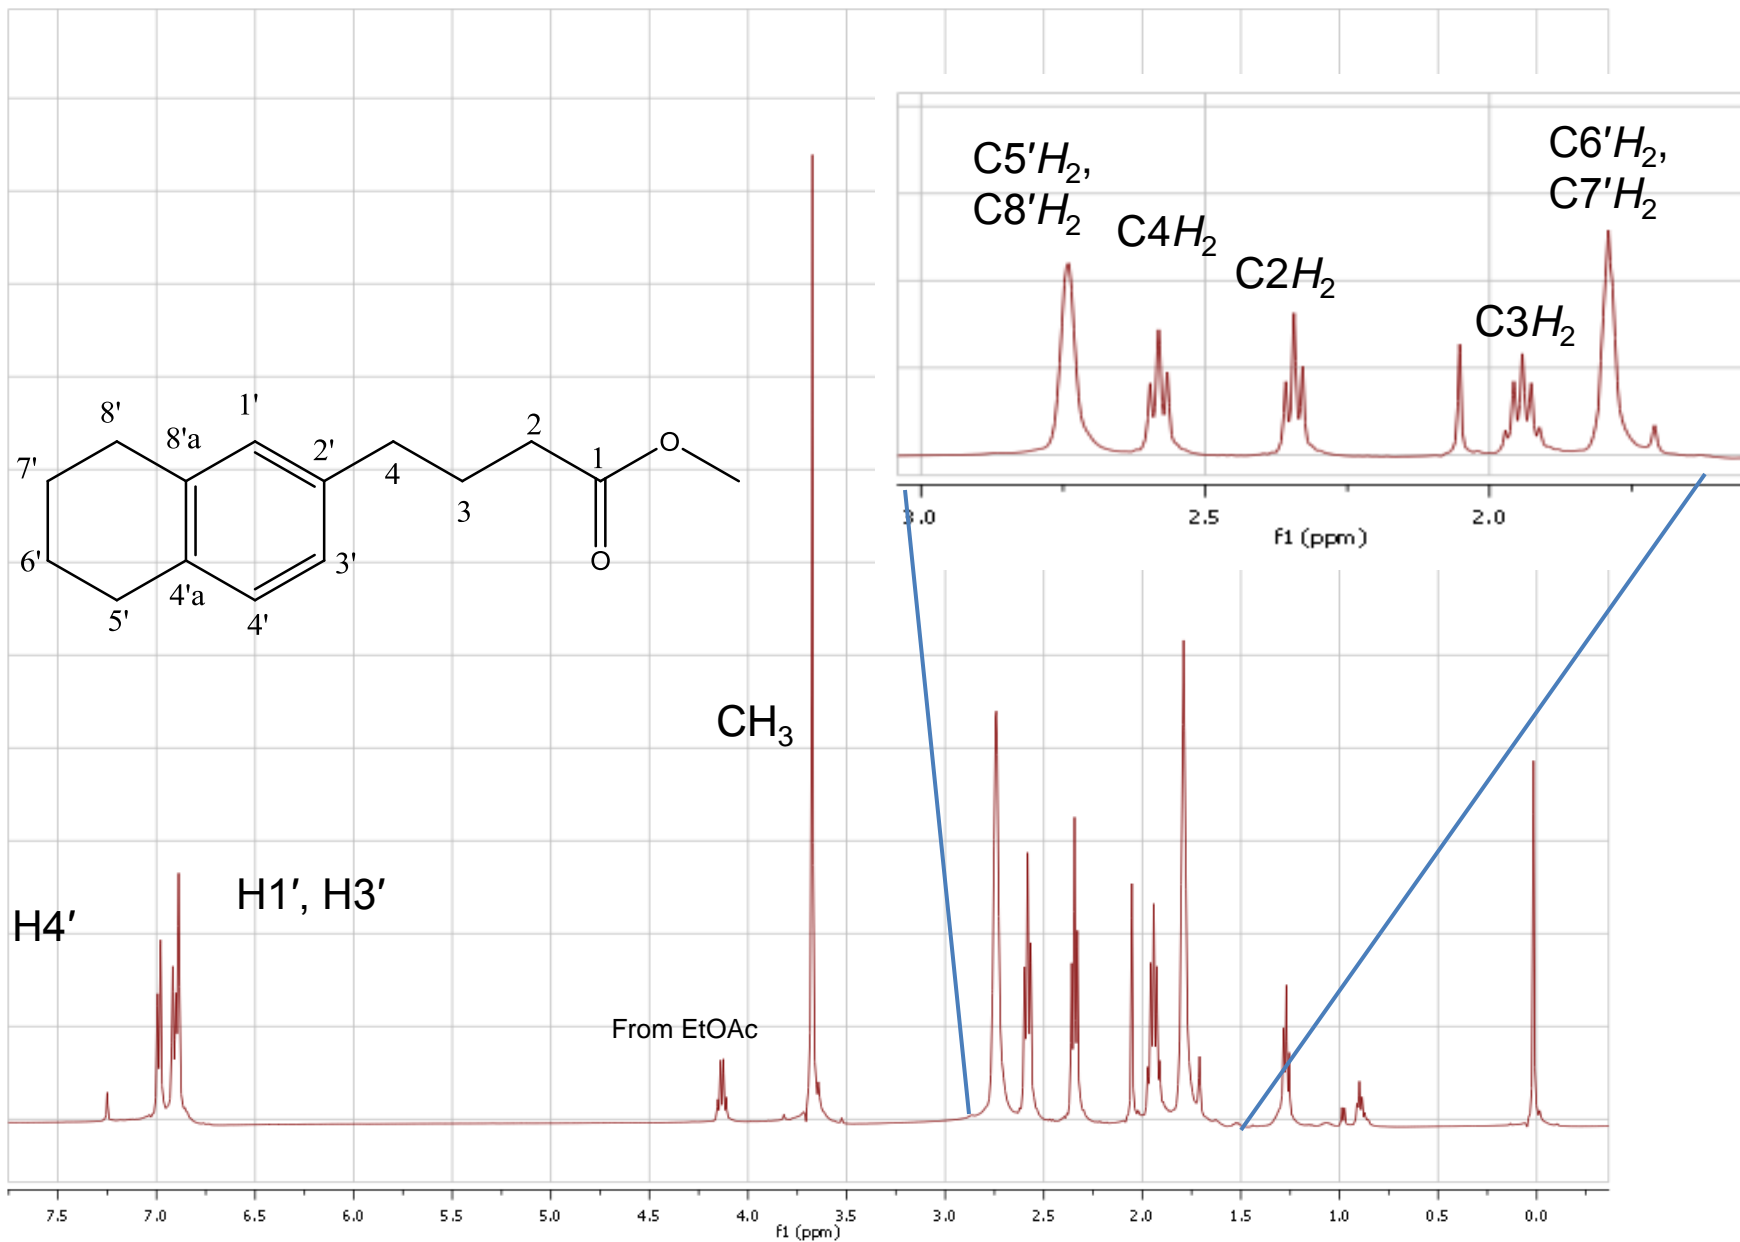 C5′H2,
C8′H2
C4H2
C2H2
C3H2
C6′H2,
C7′H2
3.0
2.5
2.0
f1 (ppm)
8'
1'
8'a
2'
2
O
7'
4
1
3
6'
3'
O
4'a
5'
4'
CH3
H1′, H3′
H4′
From EtOAc
7.5 7.0 6.5 6.0 5.5 5.0 4.5 4.0 3.5 3.0 2.5 2.0 1.5 1.0 0.5 0.0
f1 (ppm)